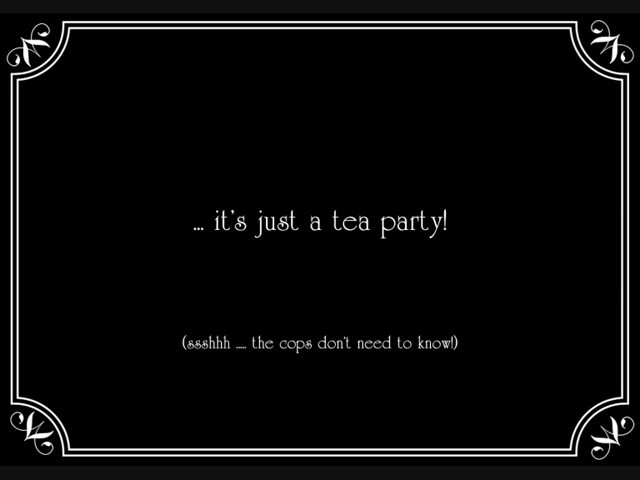 ... it's just a tea party!
(ssshhh ..... the cops don't need to know!)